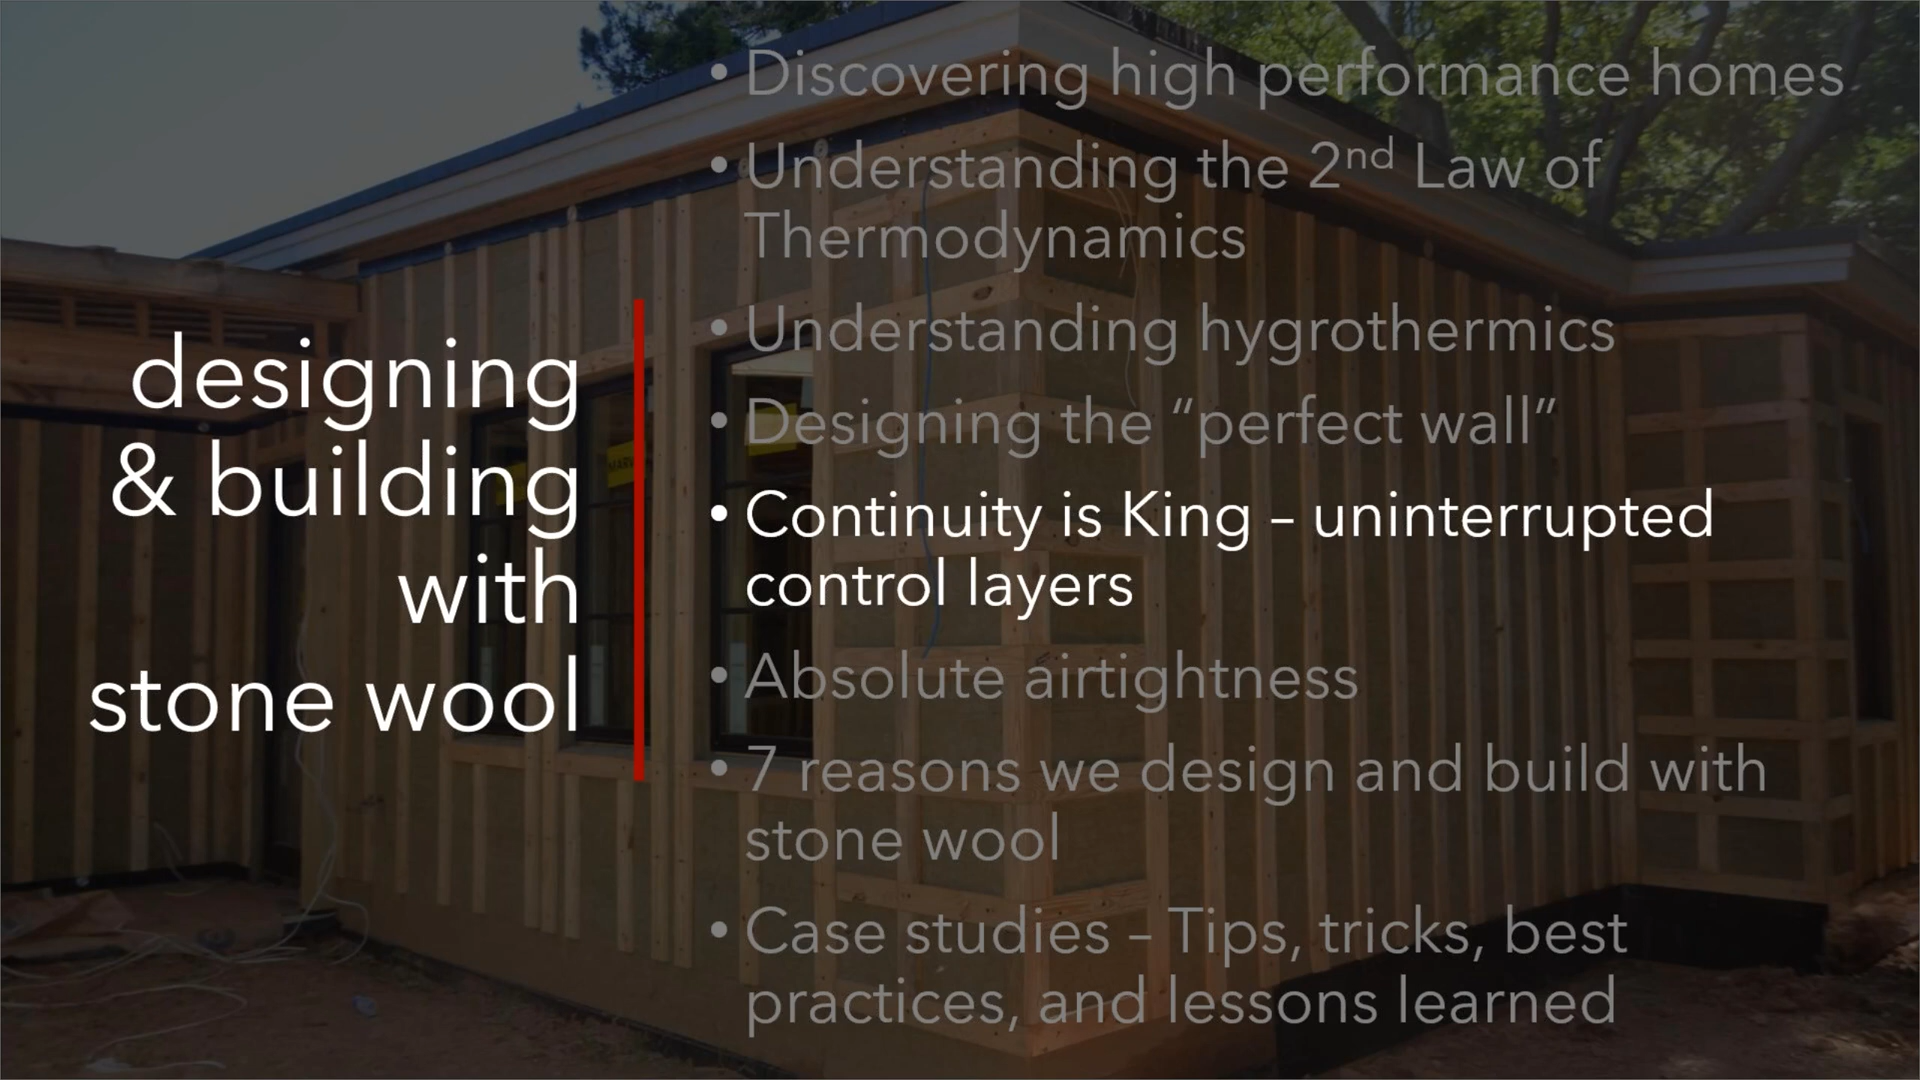 designing
& building
with
stone wool
• Discovering high performance homes
• Understanding the 2nd Law of
Thermodynamics
• Understanding hygrothermics
• Designing the “perfect wall”
• Continuity is King – uninterrupted
control layers
• Absolute airtightness
• 7 reasons we design and build with
stone wool
• Case studies – Tips, tricks, best
practices, and lessons learned